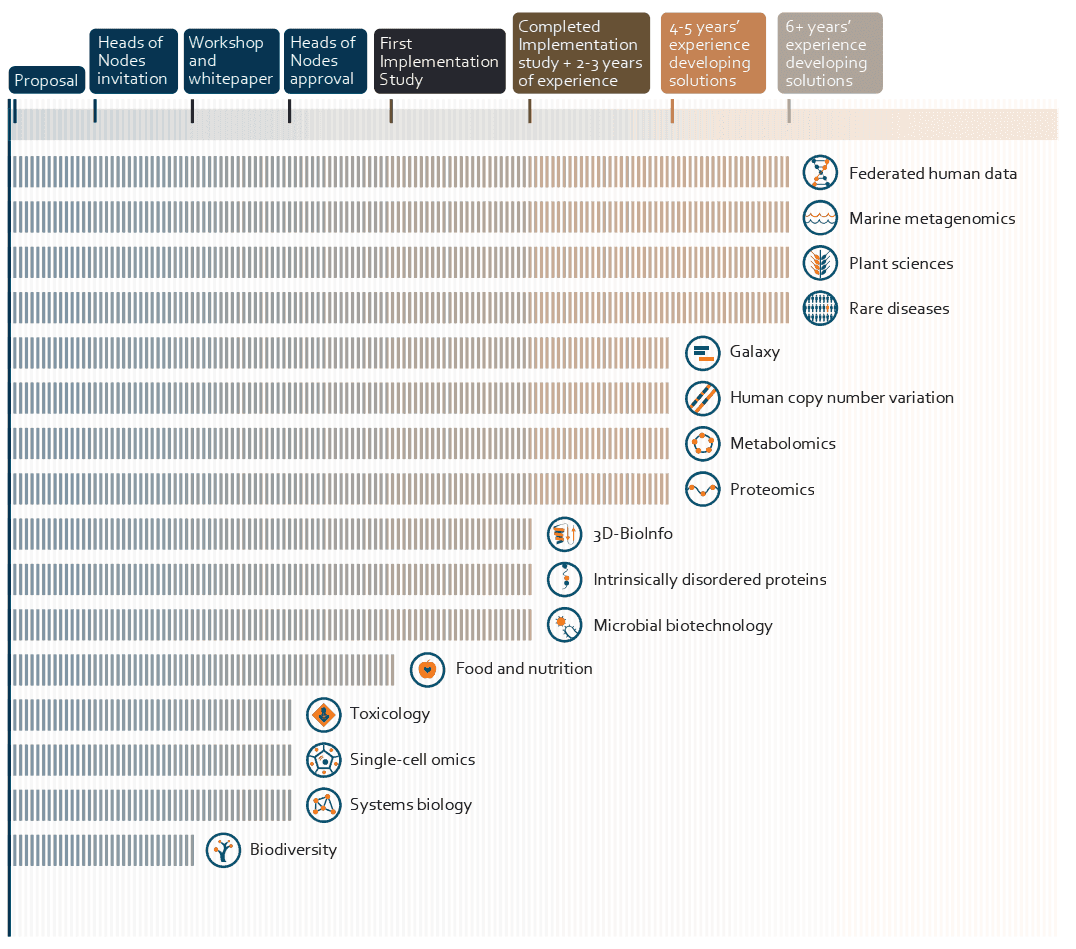 Proposal
Heads of
Nodes
invitation
Workshop
and
whitepaper
Heads of
Nodes
approval
First
Implementation
Study
Completed
Implementation
study + 2-3 years
of experience
4-5 years’
experience
developing
solutions
6+ years’
experience
developing
solutions
Federated human data
Marine metagenomics
Plant sciences
Rare diseases
Galaxy
Human copy number variation
Metabolomics
Proteomics
3D-BioInfo
Intrinsically disordered proteins
Microbial biotechnology
Food and nutrition
Toxicology
Single-cell omics
Systems biology
Biodiversity